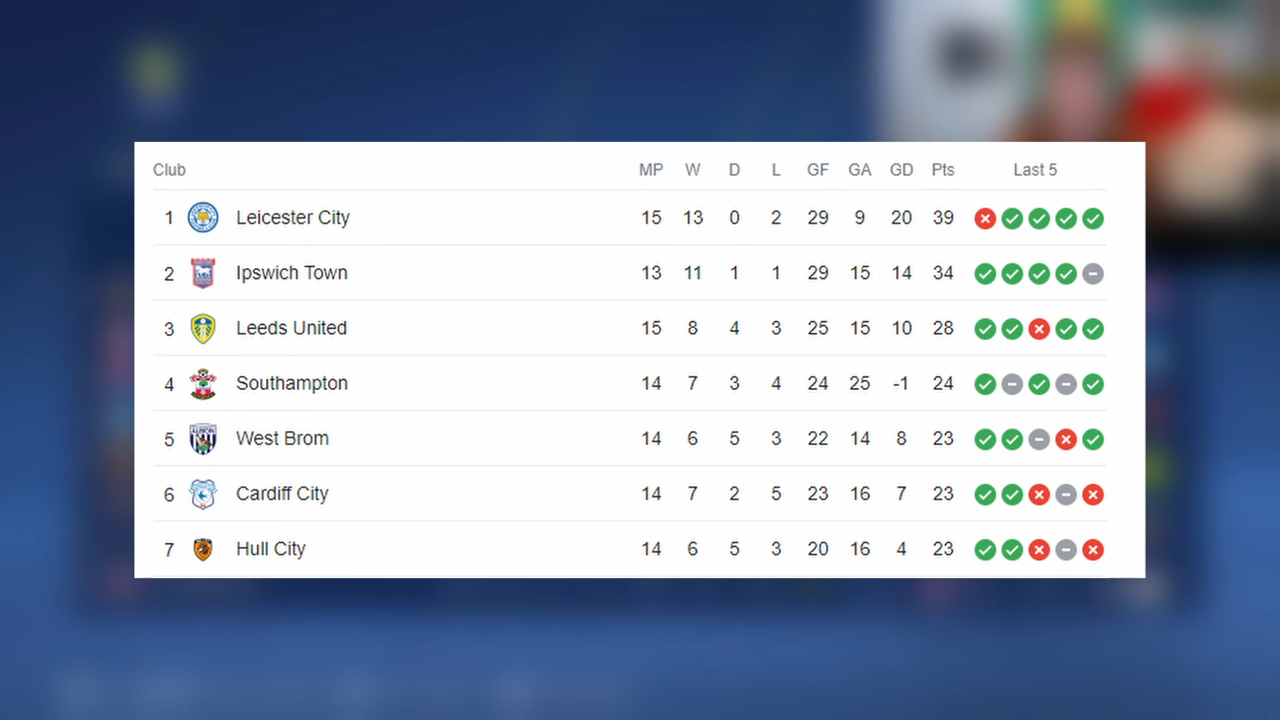 Club MP W D L GF GA GD Pts Last 5
1 Leicester City 15 13 0 2 29 9 20 39
2 Ipswich Town 13 11 1 1 29 15 14 34
3 Leeds United 15 8 4 3 25 15 10 28
4 Southampton 14 7 3 4 24 25 -1 24
5 West Brom 14 6 5 3 22 14 8 23
6 Cardiff City 14 7 2 5 23 16 7 23
7 Hull City 14 6 5 3 20 16 4 23